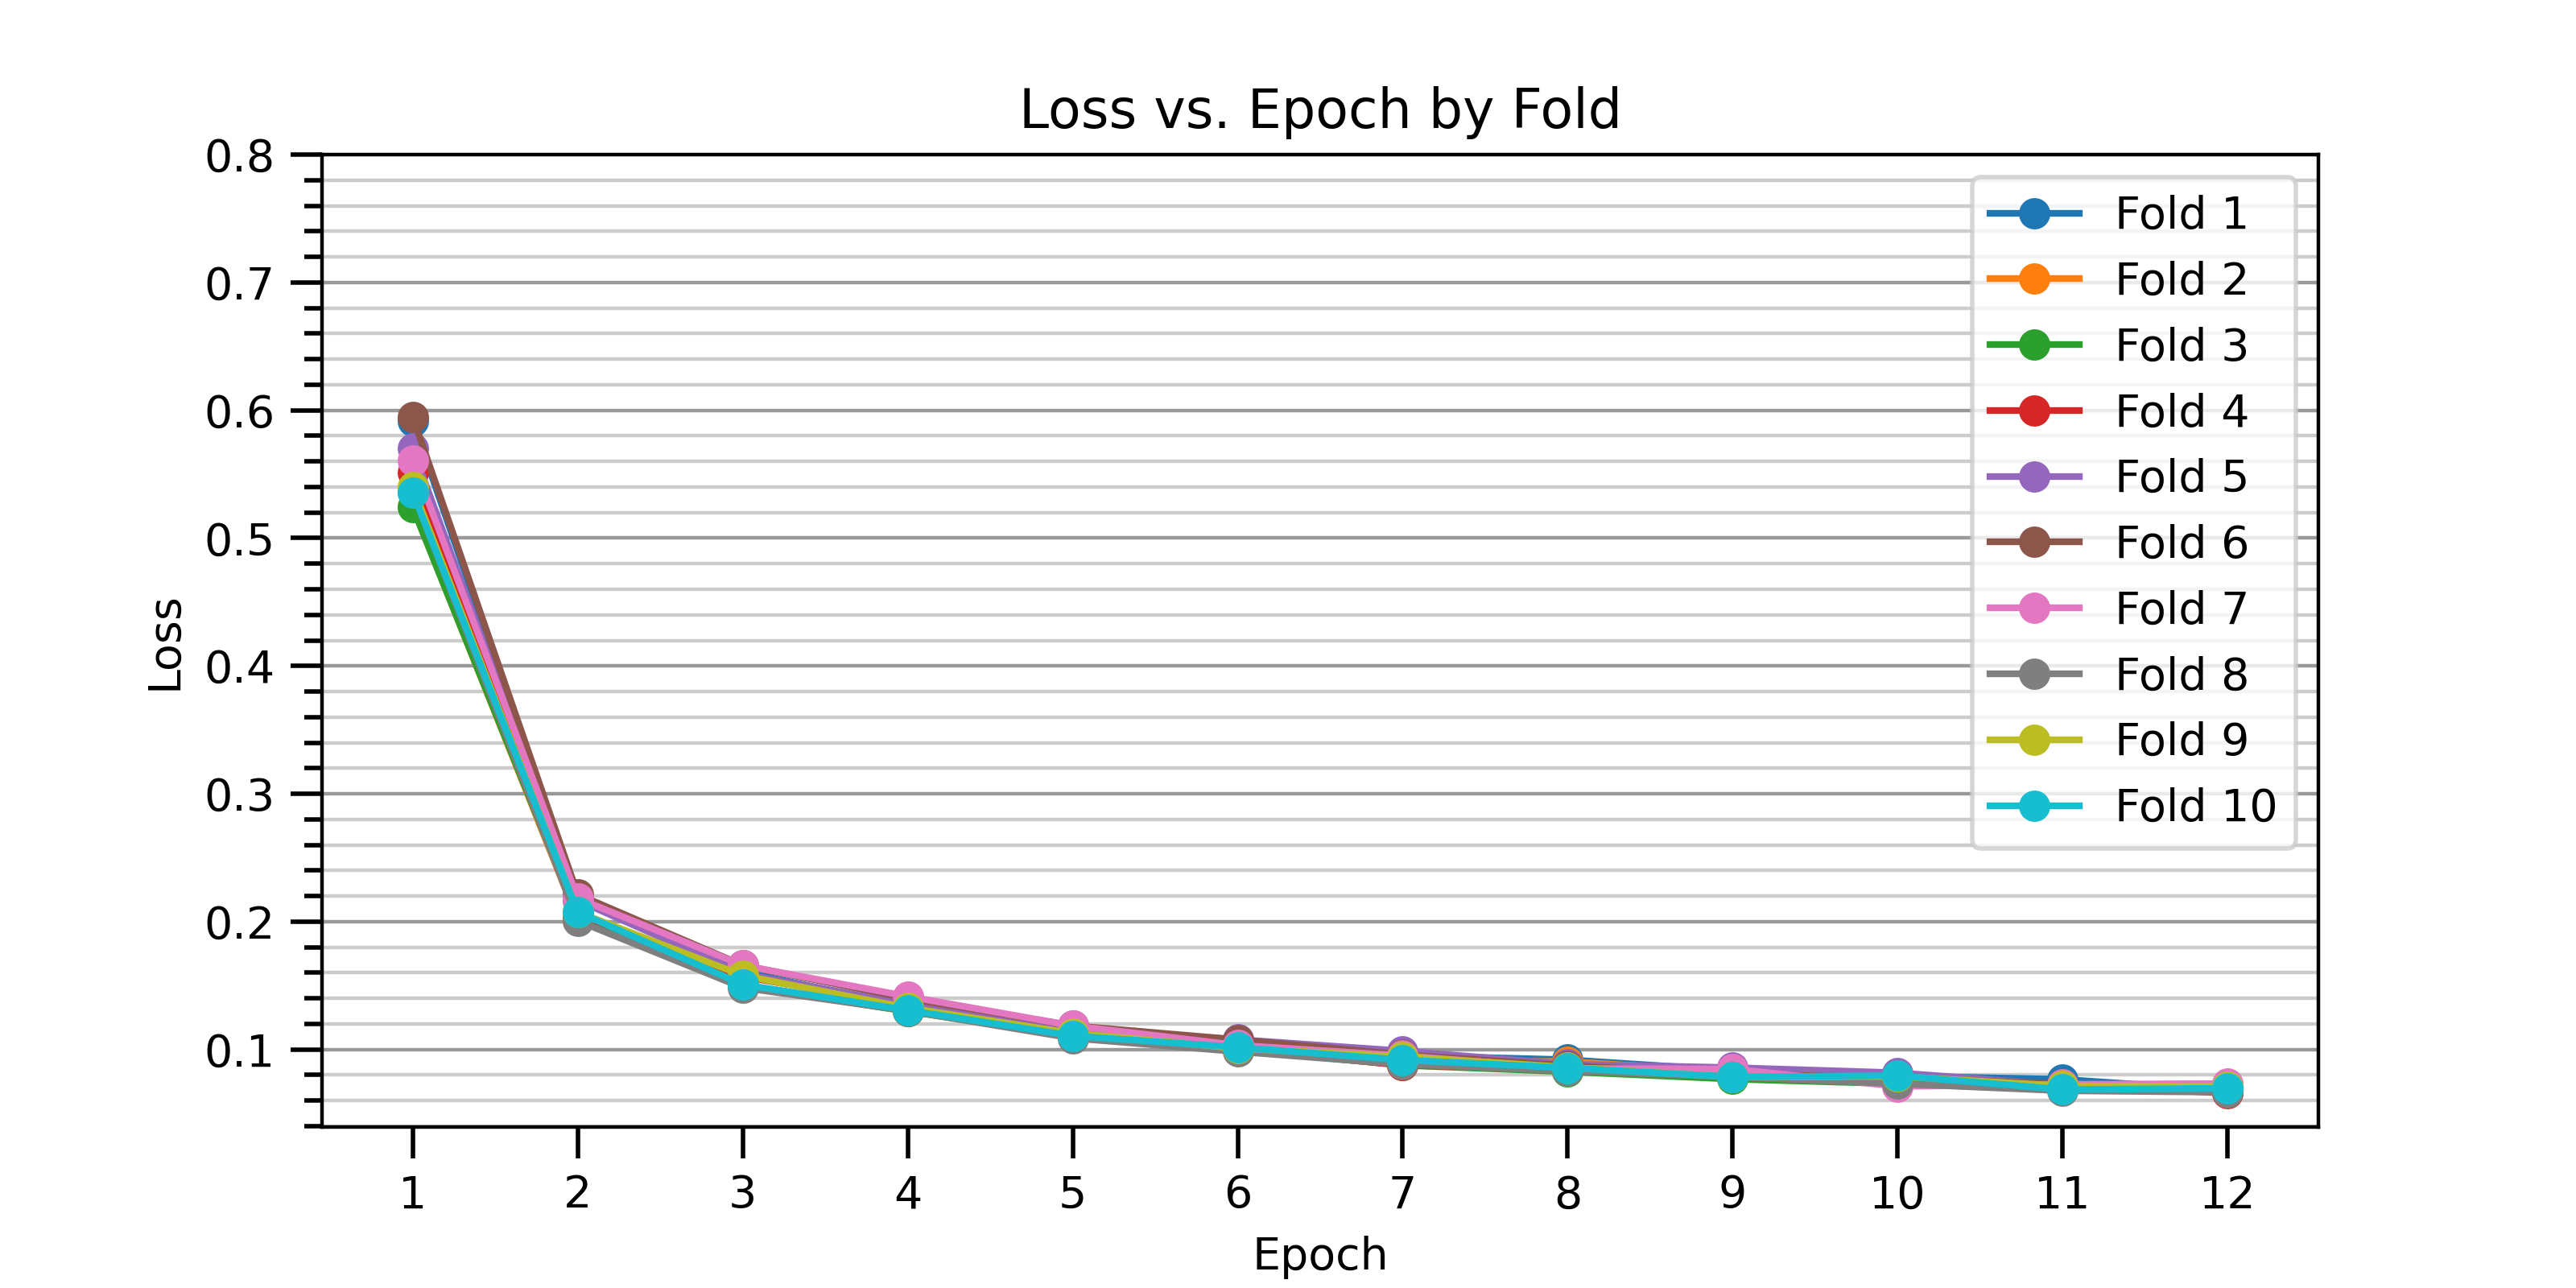 Loss vs. Epoch by Fold
0.8
0.7
0.6
0.5
0.4
0.3
0.2
0.1
Loss
Fold 1
Fold 2
Fold 3
Fold 4
Fold 5
Fold 6
Fold 7
Fold 8
Fold 9
Fold 10
1 2 3 4 5 6 7 8 9 10 11 12
Epoch